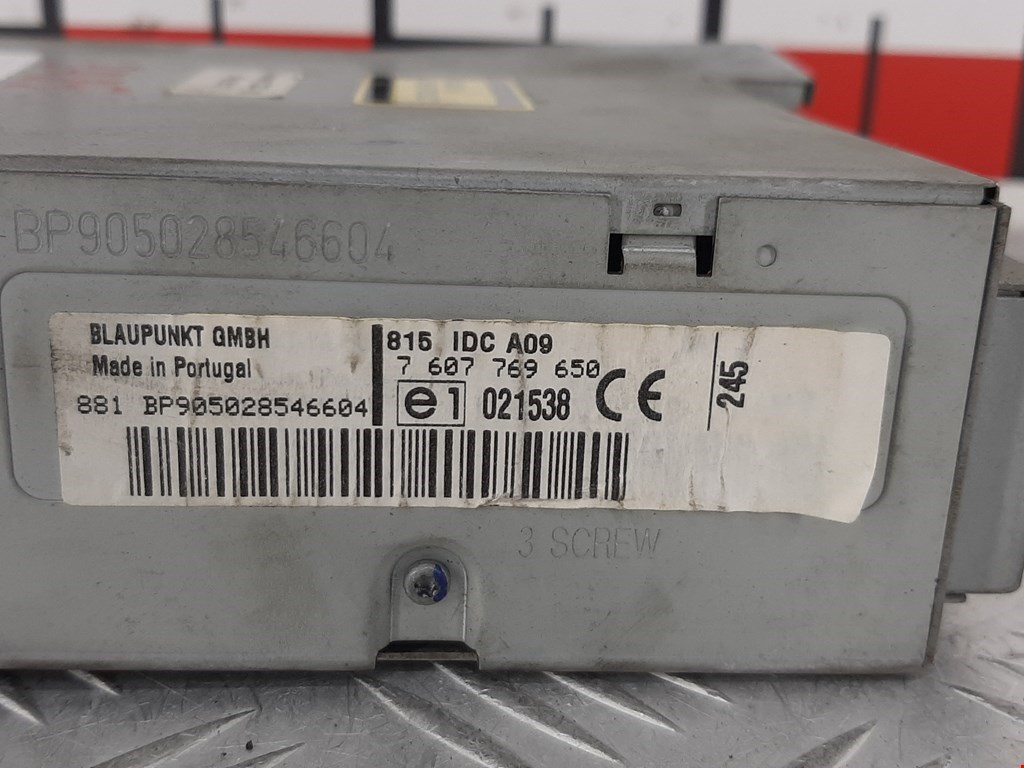 BP905028546604
BLAUPUNKT GMBH
Made in Portugal
881 BP905028546604
815 IDC A09
7 607 769 650
e1 021538 CE
245
3 SCREW